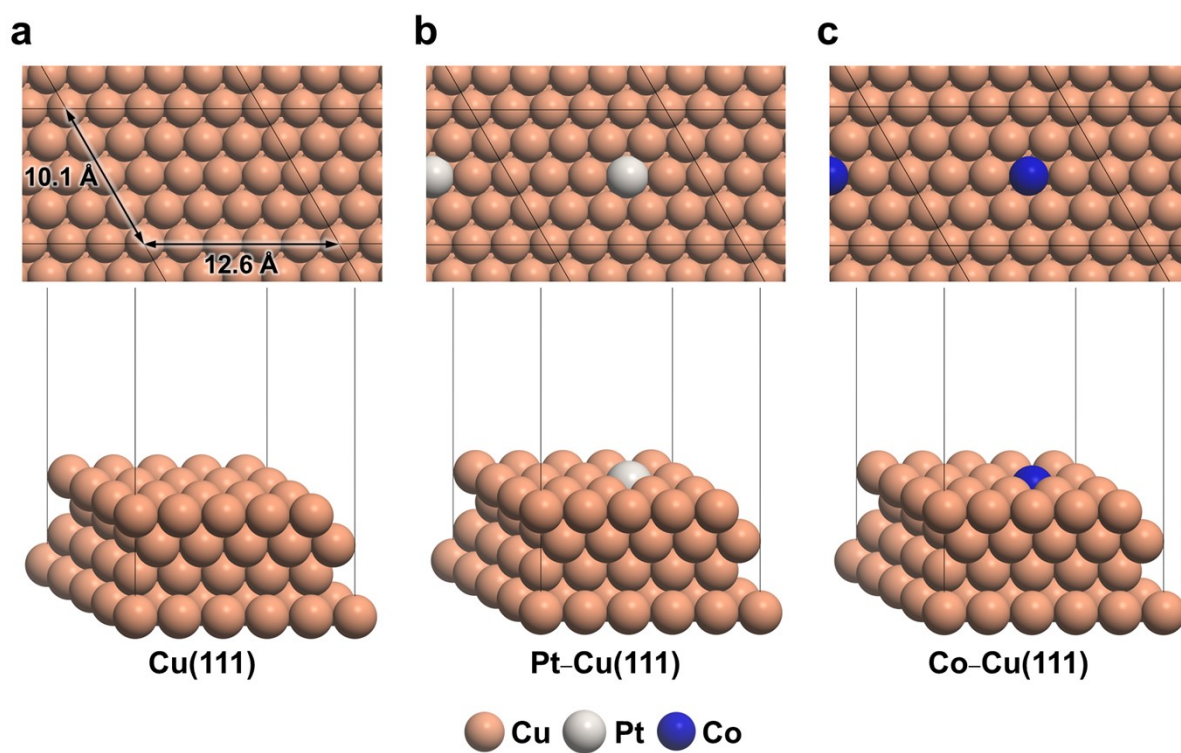 a
b
c
10.1 Å
12.6 Å
Cu(111)
Pt–Cu(111)
Co–Cu(111)
Cu
Pt
Co